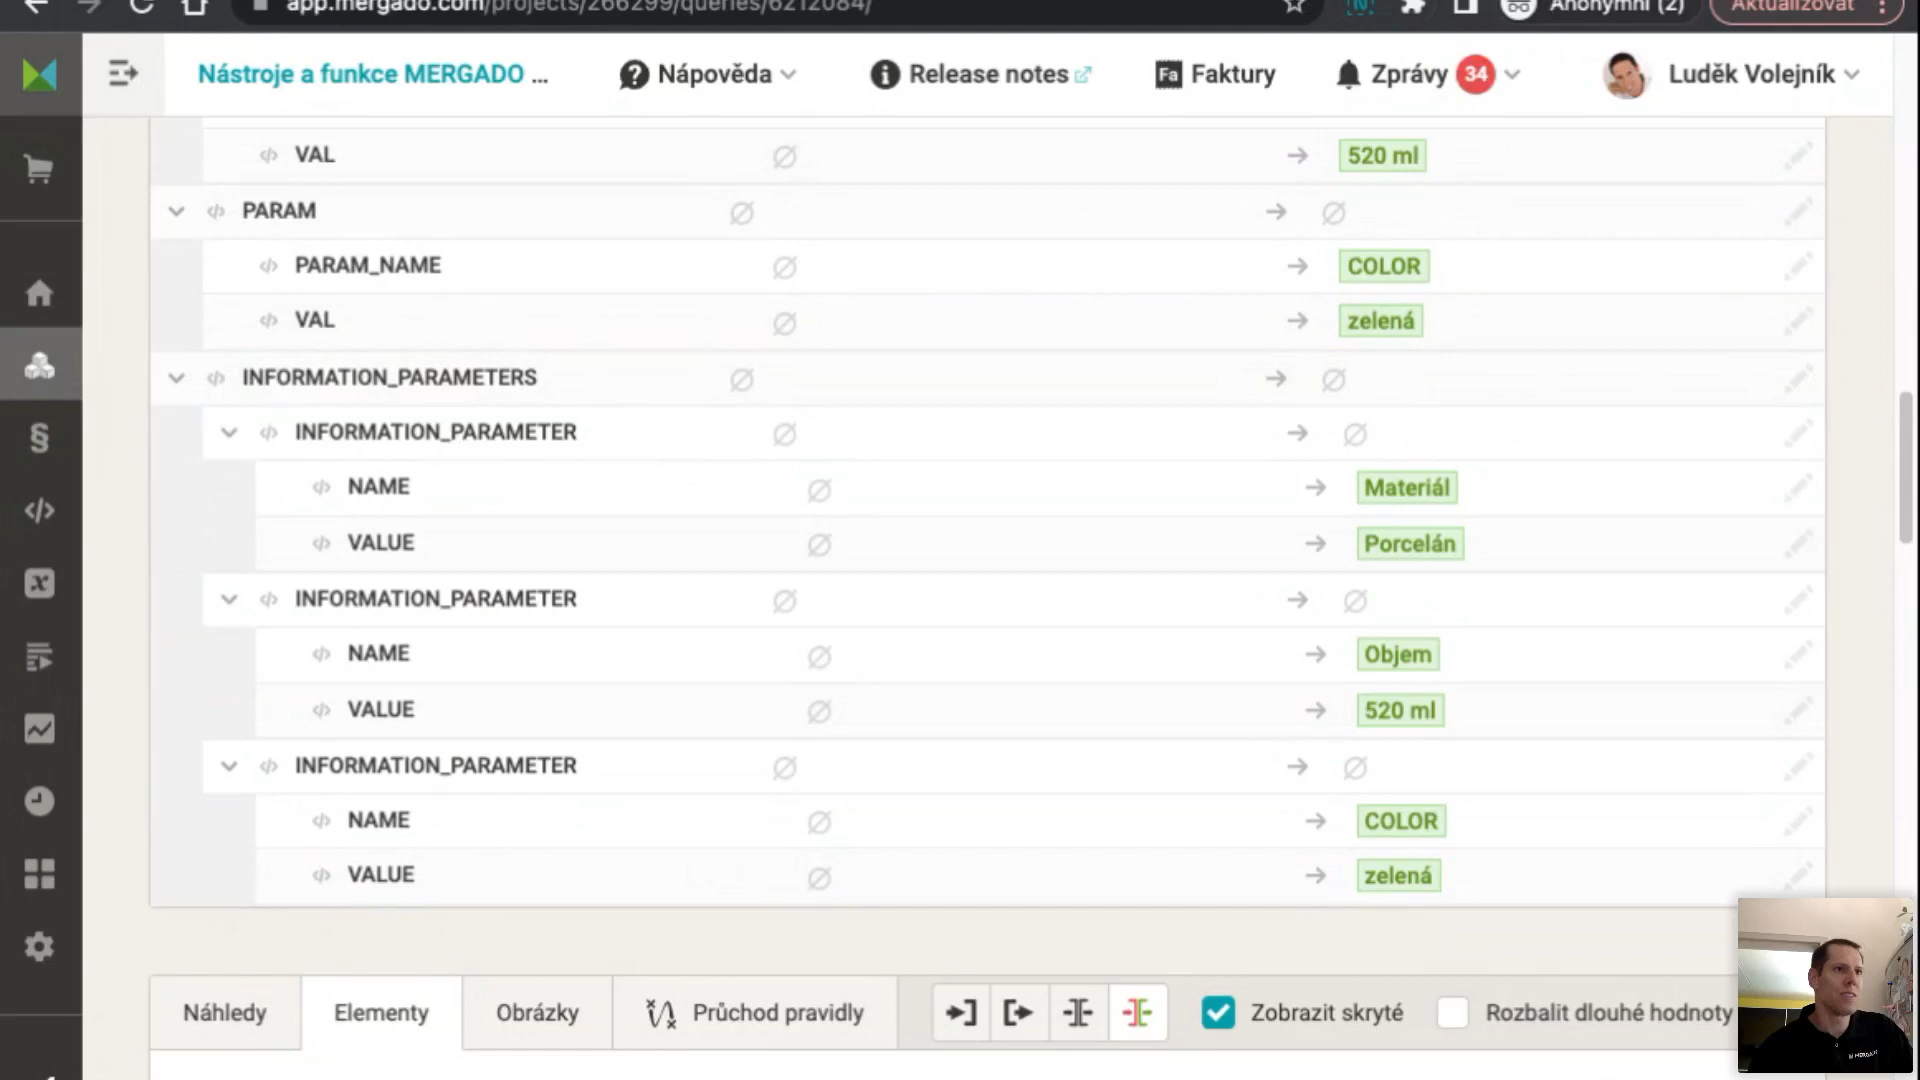 app.mergado.com/projects/266299/queries/6212084/
Anonymní (2)
Aktualizovat
Nástroje a funkce MERGADO ...
Nápověda
Release notes
Faktury
Zprávy 34
Luděk Volejník
VAL
520 ml
PARAM
PARAM_NAME
COLOR
VAL
zelená
INFORMATION_PARAMETERS
INFORMATION_PARAMETER
NAME
Materiál
VALUE
Porcelán
INFORMATION_PARAMETER
NAME
Objem
VALUE
520 ml
INFORMATION_PARAMETER
NAME
COLOR
VALUE
zelená
Náhledy
Elementy
Obrázky
Průchod pravidly
Zobrazit skryté
Rozbalit dlouhé hodnoty